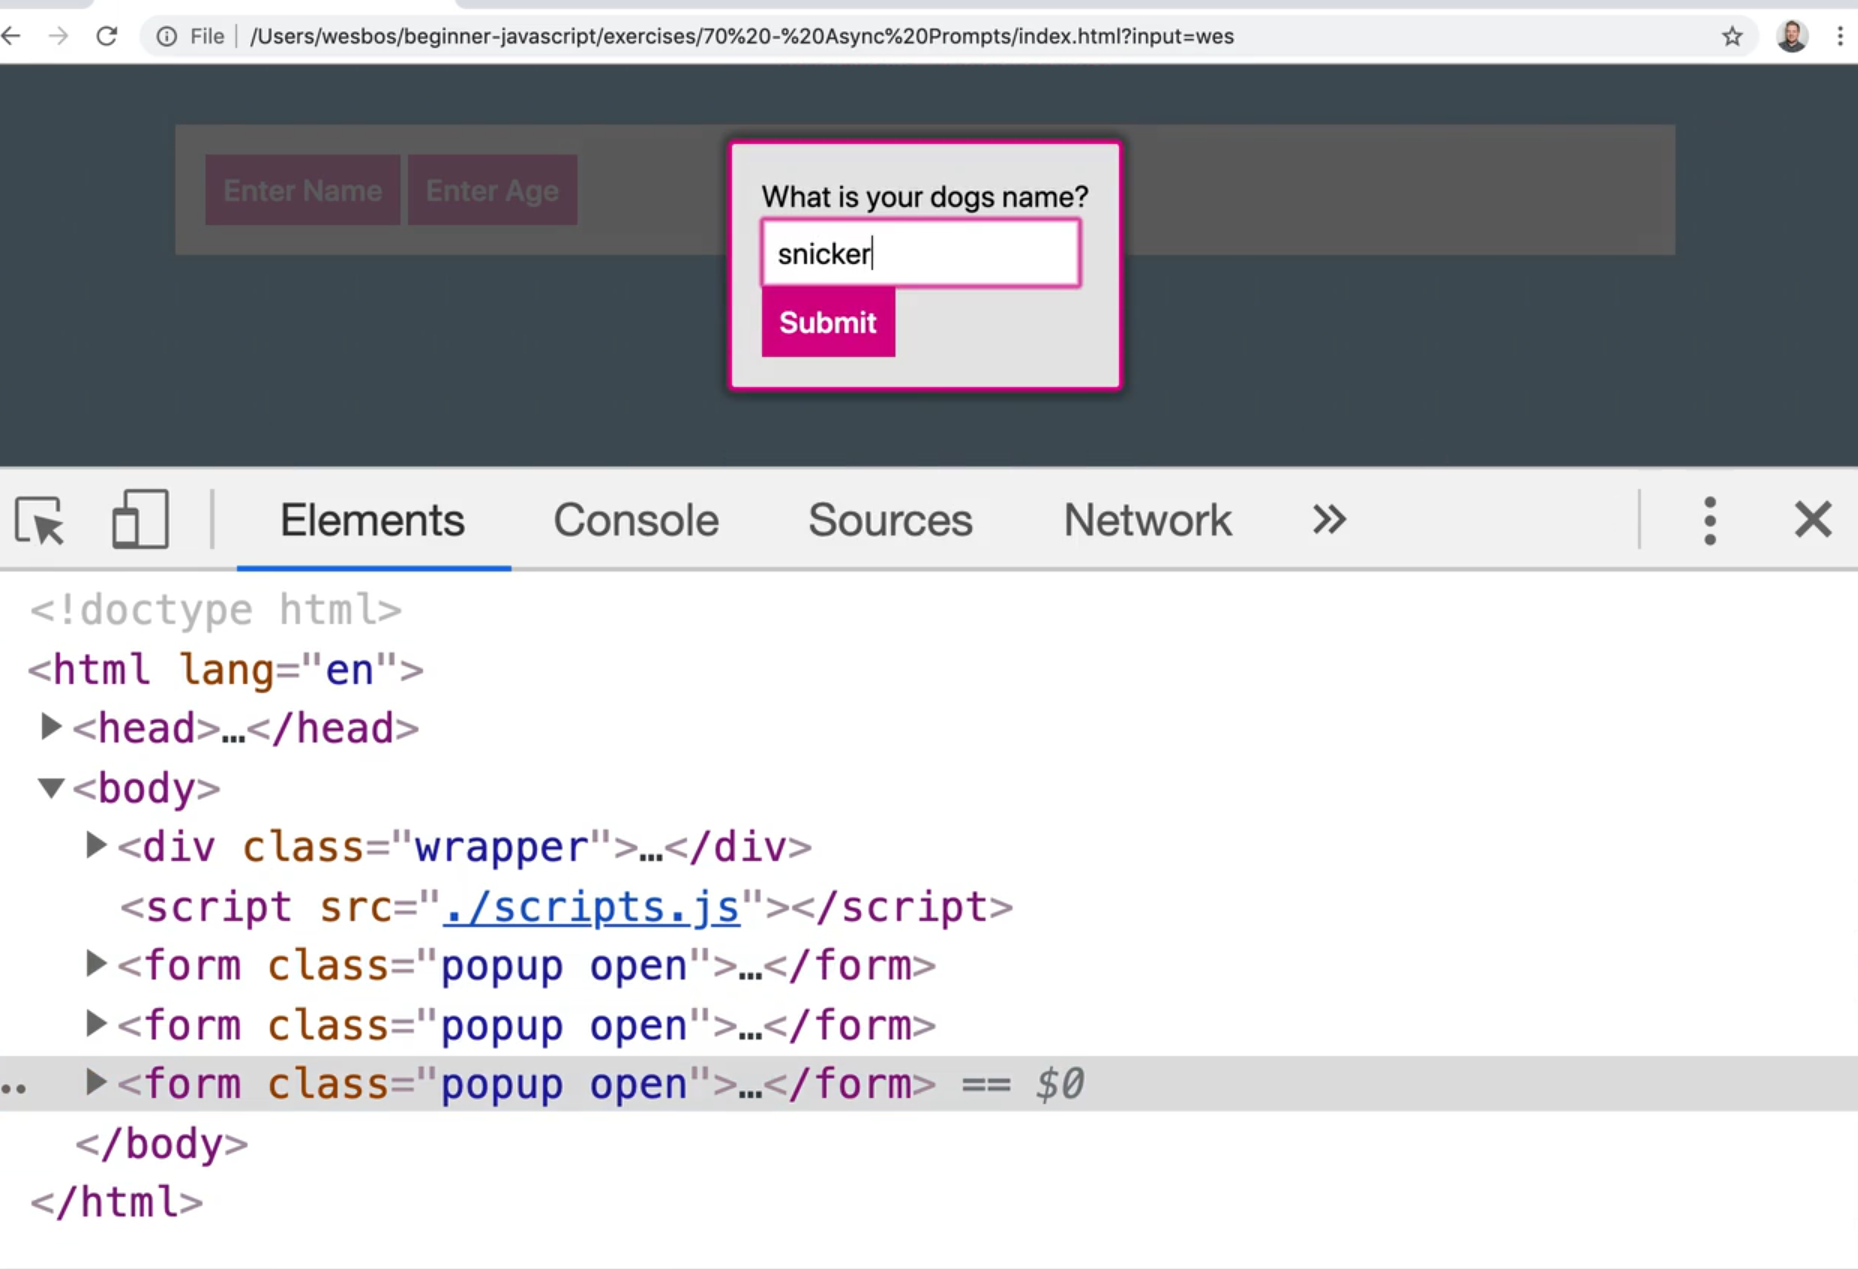 File /Users/wesbos/beginner-javascript/exercises/70%20-%20Async%20Prompts/index.html?input=wes
Enter Name Enter Age
What is your dogs name?
snicker
Submit
Elements Console Sources Network »
<!doctype html>
<html lang="en">
<head>…</head>
<body>
<div class="wrapper">…</div>
<script src="./scripts.js"></script>
<form class="popup open">…</form>
<form class="popup open">…</form>
<form class="popup open">…</form> == $0
</body>
</html>